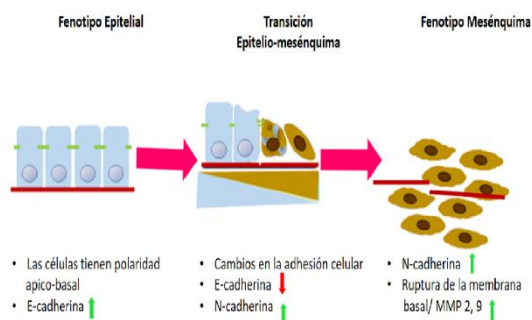 Fenotipo Epitelial
Transición
Epitelio-mesénquima
Fenotipo Mesénquima
• Las células tienen polaridad
apico-basal
• E-cadherina
• Cambios en la adhesión celular
• E-cadherina
• N-cadherina
• N-cadherina
• Ruptura de la membrana
basal/ MMP 2, 9